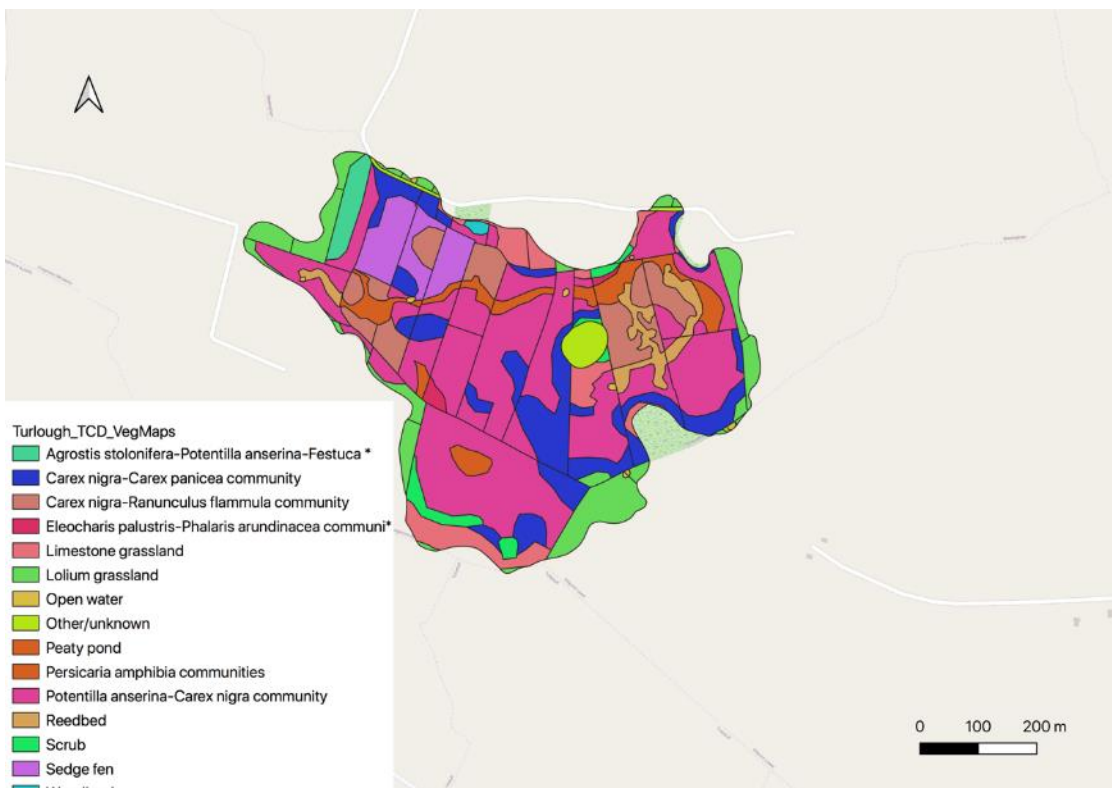 Turlough_TCD_VegMaps
Agrostis stolonifera-Potentilla anserina-Festuca *
Carex nigra-Carex panicea community
Carex nigra-Ranunculus flammula community
Eleocharis palustris-Phalaris arundinacea communi*
Limestone grassland
Lolium grassland
Open water
Other/unknown
Peaty pond
Persicaria amphibia communities
Potentilla anserina-Carex nigra community
Reedbed
Scrub
Sedge fen
0 100 200 m